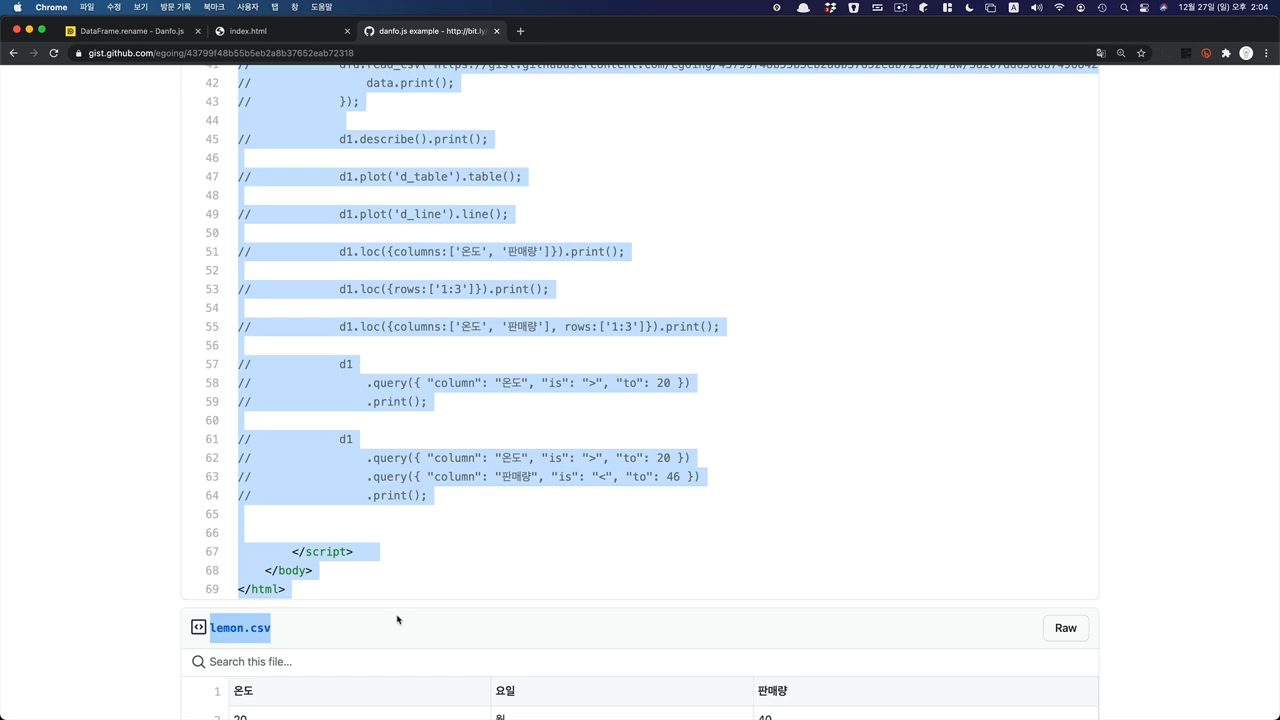 Chrome 파일 수정 보기 방문 기록 북마크 사용자 탭 창 도움말 12월 27일 (일) 오후 2:04
DataFrame.rename - Danfo.js
index.html
danfo.js example - http://bit.ly/
gist.github.com/egoing/43799f48b55b5eb2a8b37652eab72318
42 // data.print();
43 // });
44
45 // d1.describe().print();
46
47 // d1.plot('d_table').table();
48
49 // d1.plot('d_line').line();
50
51 // d1.loc({columns:['온도', '판매량']}).print();
52
53 // d1.loc({rows:['1:3']}).print();
54
55 // d1.loc({columns:['온도', '판매량'], rows:['1:3']}).print();
56
57 // d1
58 // .query({ "column": "온도", "is": ">", "to": 20 })
59 // .print();
60
61 // d1
62 // .query({ "column": "온도", "is": ">", "to": 20 })
63 // .query({ "column": "판매량", "is": "<", "to": 46 })
64 // .print();
65
66
67 </script>
68 </body>
69 </html>
lemon.csv
Raw
Search this file...
1 온도 요일 판매량
2 20 월 40